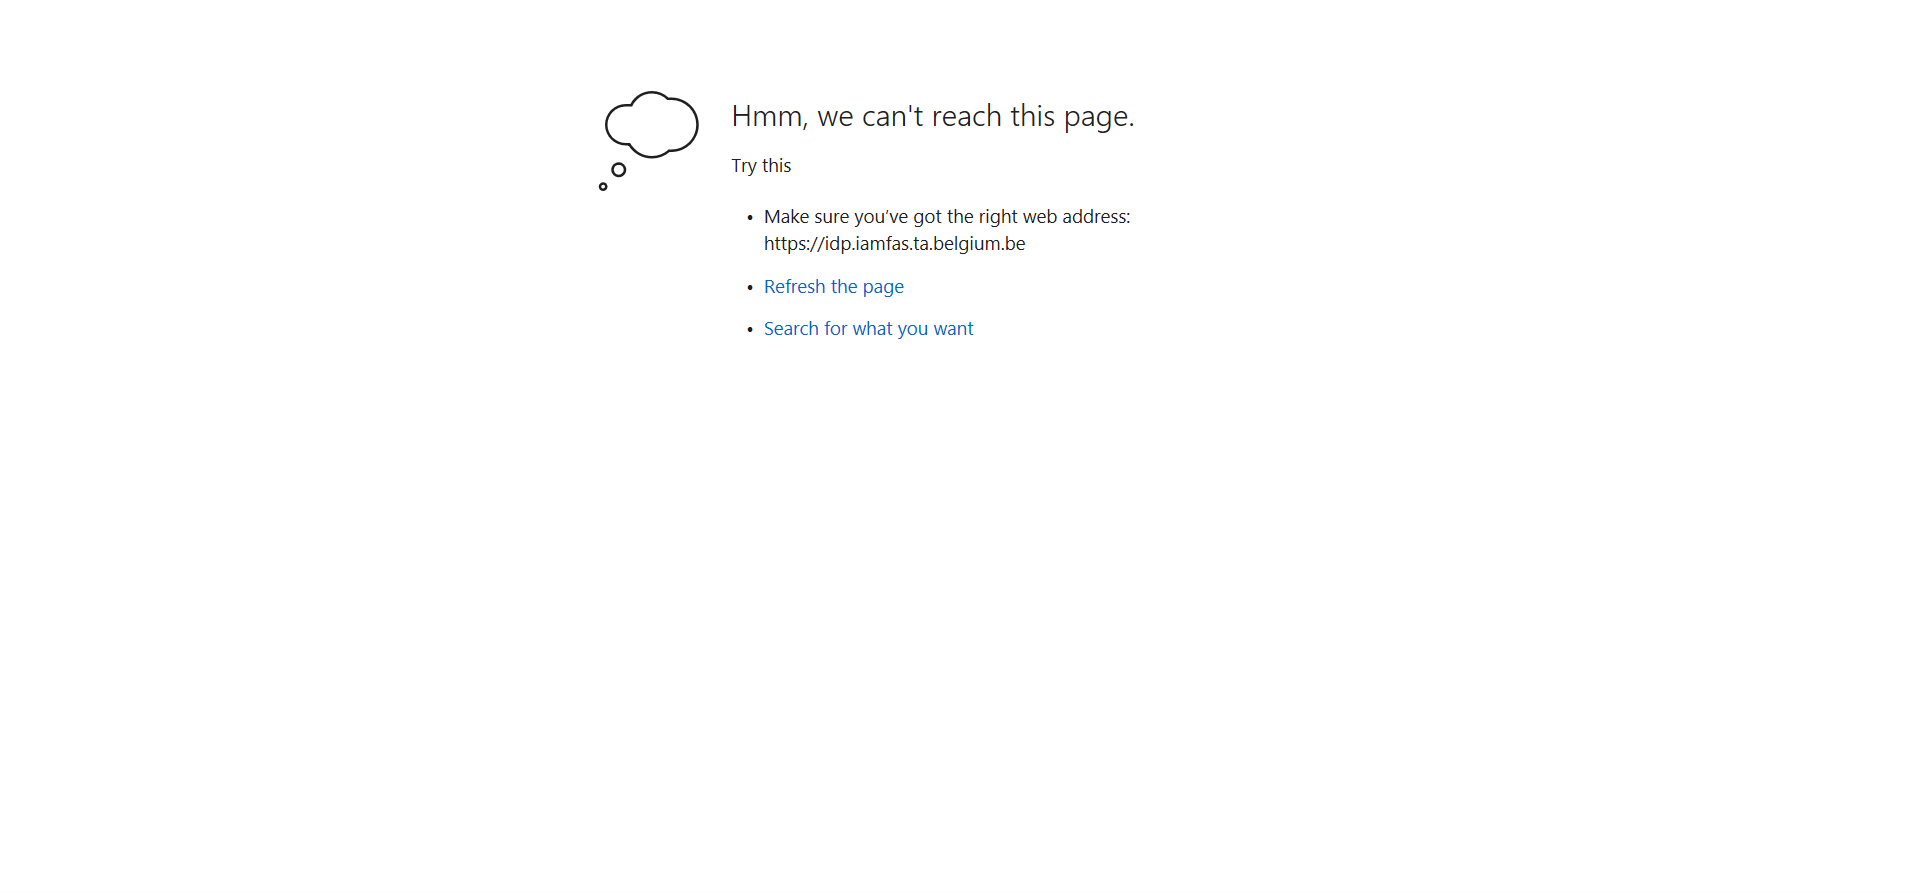 Hmm, we can't reach this page.
Try this
• Make sure you’ve got the right web address:
https://idp.iamfas.ta.belgium.be
• Refresh the page
• Search for what you want